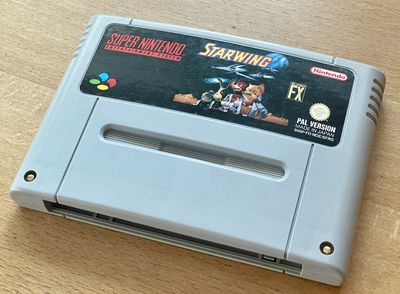 SUPER NINTENDO
ENTERTAINMENT SYSTEM
STARWING
Nintendo
FX
PAL VERSION
MADE IN JAPAN